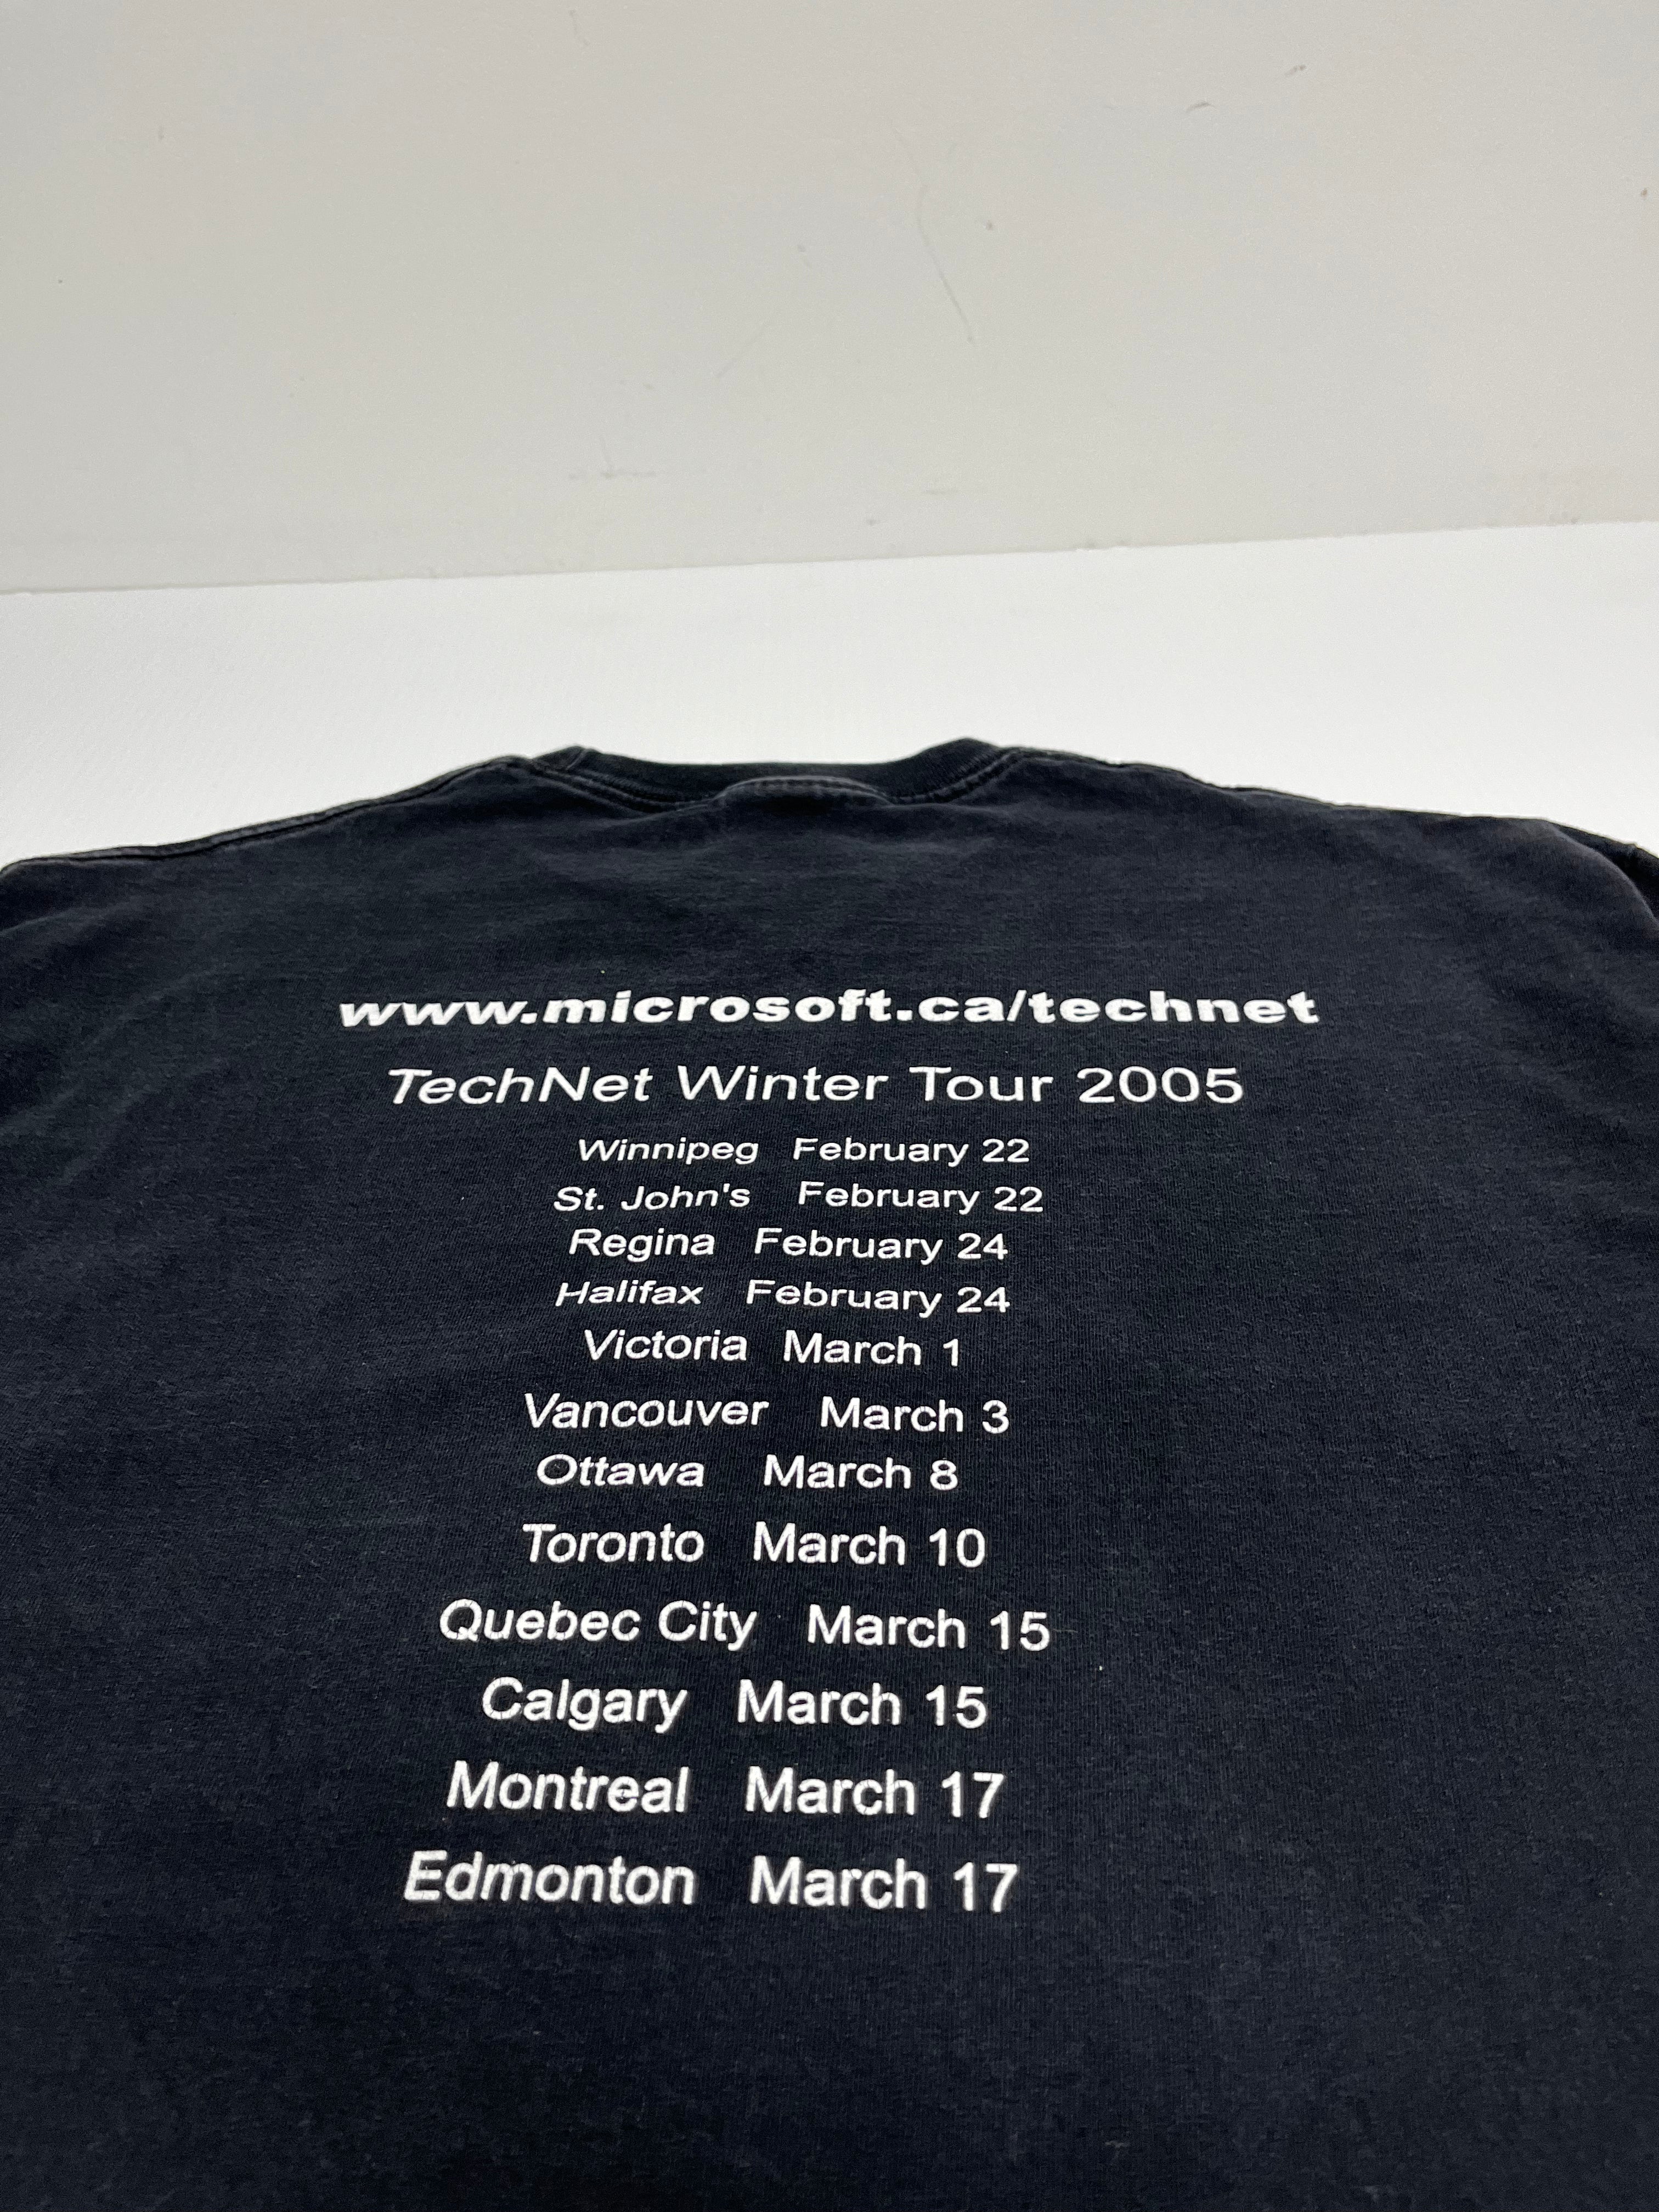 www.microsoft.ca/technet
TechNet Winter Tour 2005
Winnipeg February 22
St. John's February 22
Regina February 24
Halifax February 24
Victoria March 1
Vancouver March 3
Ottawa March 8
Toronto March 10
Quebec City March 15
Calgary March 15
Montreal March 17
Edmonton March 17